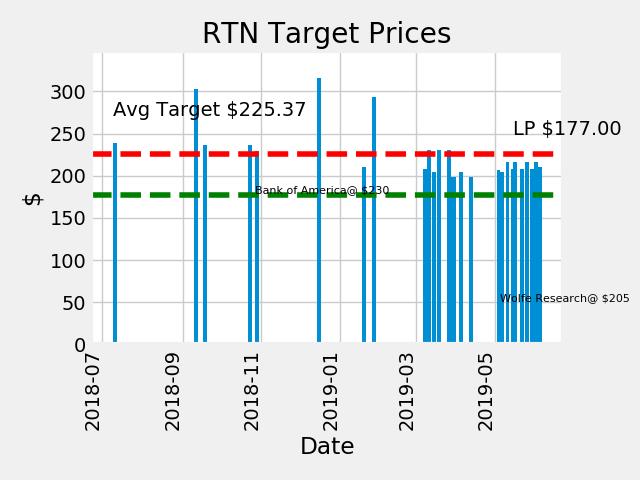 RTN Target Prices
300
250
200
150
100
50
0
$
Avg Target $225.37
LP $177.00
Bank of America@ $230
Wolfe Research@ $205
2018-07
2018-09
2018-11
2019-01
2019-03
2019-05
Date